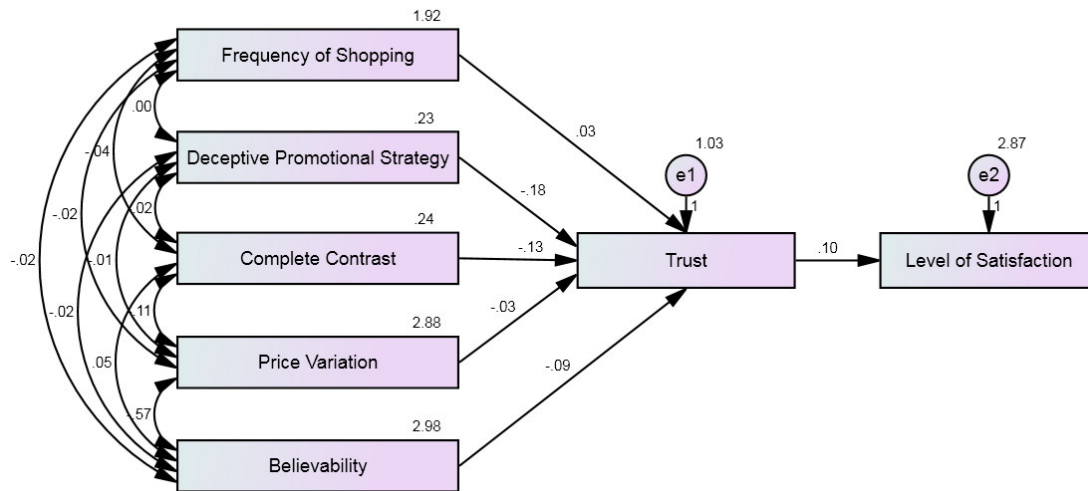 1.92
Frequency of Shopping
.00
.23
Deceptive Promotional Strategy
-.04
.03
1.03
e1
1
2.87
e2
1
-.18
-.02
.02
.24
Complete Contrast
-.13
Trust
.10
Level of Satisfaction
-.02
-.01
-.02
.11
-.03
2.88
Price Variation
.05
-.09
-.57
2.98
Believability